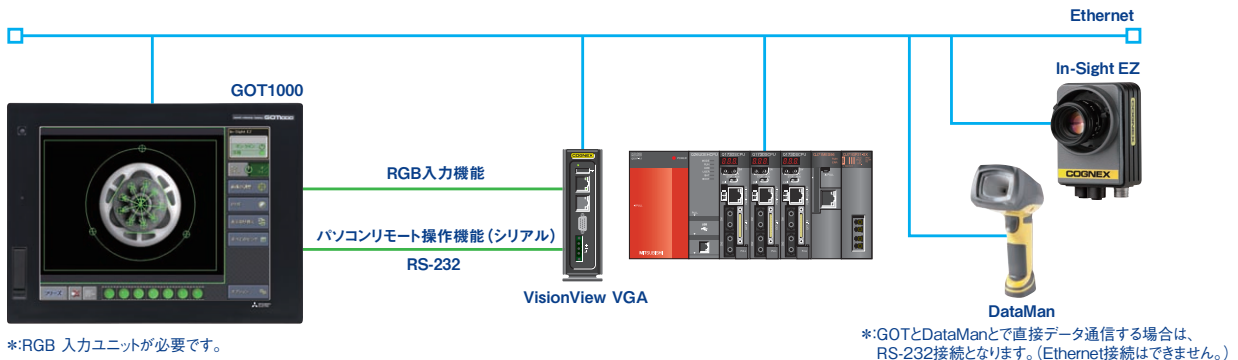 Ethernet
In-Sight EZ
GOT1000
COGNEX
RGB入力機能
パソコンリモート操作機能（シリアル）
RS-232
VisionView VGA
MITSUBISHI
COGNEX
DataMan
*:RGB 入力ユニットが必要です。
*:GOTとDataManとで直接データ通信する場合は、
RS-232接続となります。（Ethernet接続はできません。）